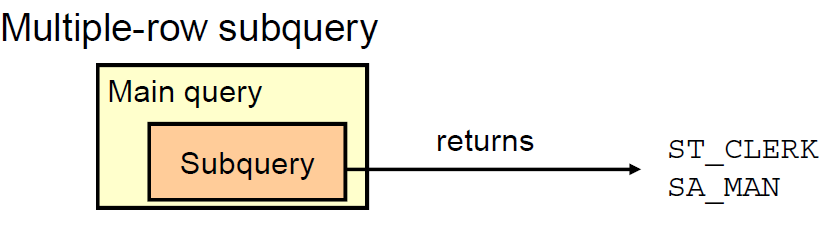 Multiple-row subquery
Main query
Subquery
returns
ST_CLERK
SA_MAN